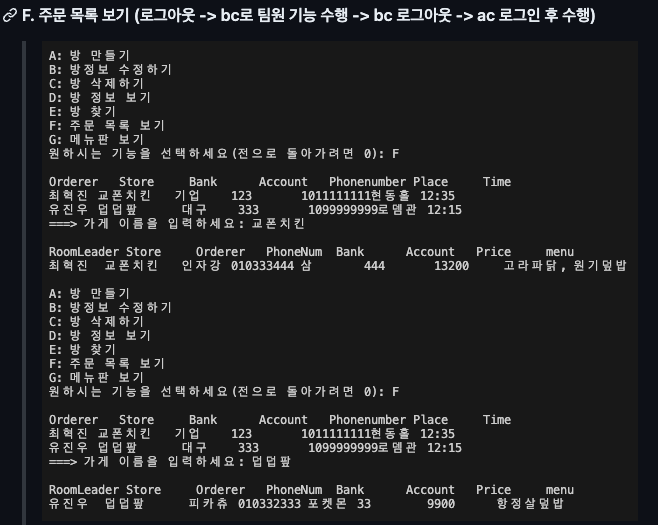 F. 주문 목록 보기 (로그아웃 -> bc로 팀원 기능 수행 -> bc 로그아웃 -> ac 로그인 후 수행)
A: 방 만들기
B: 방정보 수정하기
C: 방 삭제하기
D: 방 정보 보기
E: 방 찾기
F: 주문 목록 보기
G: 메뉴판 보기
원하시는 기능을 선택하세요(전으로 돌아가려면 0): F
Orderer Store Bank Account Phonenumber Place Time
최혁진 교폰치킨 기업 123 1011111111현동홀 12:35
유진우 덥덥팦 대구 333 1099999999로뎀관 12:15
===> 가게 이름을 입력하세요: 교폰치킨
RoomLeader Store Orderer PhoneNum Bank Account Price menu
최혁진 교폰치킨 인자강 010333444 삼 444 13200 고라파닭, 원기덮밥
A: 방 만들기
B: 방정보 수정하기
C: 방 삭제하기
D: 방 정보 보기
E: 방 찾기
F: 주문 목록 보기
G: 메뉴판 보기
원하시는 기능을 선택하세요(전으로 돌아가려면 0): F
Orderer Store Bank Account Phonenumber Place Time
최혁진 교폰치킨 기업 123 1011111111현동홀 12:35
유진우 덥덥팦 대구 333 1099999999로뎀관 12:15
===> 가게 이름을 입력하세요: 덥덥팦
RoomLeader Store Orderer PhoneNum Bank Account Price menu
유진우 덥덥팦 피카츄 010332333 포켓몬 33 9900 항정살덮밥